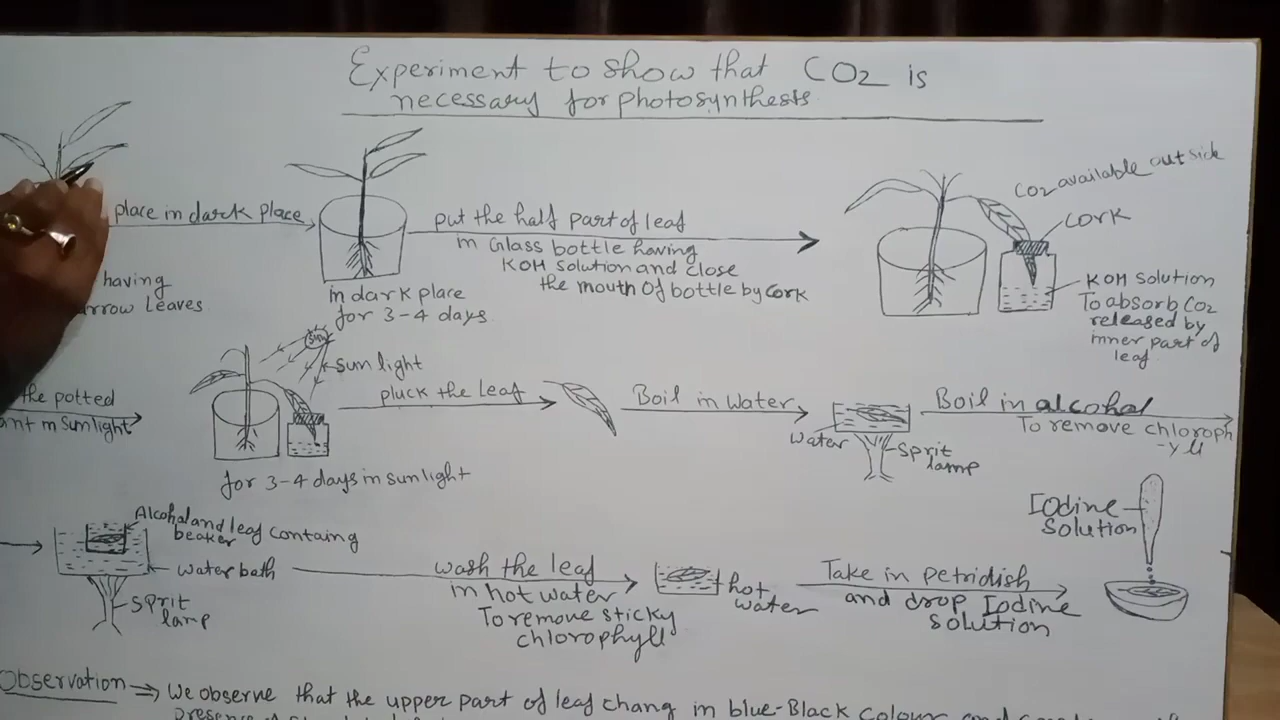 Experiment to show that CO2 is
necessary for photosynthesis
place in dark place
having
rrow Leaves
in dark place
for 3-4 days
put the half part of leaf
in Glass bottle having
KOH solution and close
the mouth of bottle by Cork
CO2 available outside
Cork
KOH solution
To absorb CO2
released by
inner part of
leaf
the potted
ant in sunlight
Sun
Sun light
for 3-4 days in sunlight
pluck the leaf
Boil in water
water
Sprit
lamp
Boil in alcohal
To remove chloroph
-yll
Alcohal and leaf containg
beaker
water bath
Sprit
lamp
wash the leaf
in hot water
To remove sticky
chlorophyll
hot
water
Take in petridish
and drop Iodine
solution
Iodine
solution
Observation ⇒ We observe that the upper part of leaf chang in blue-Black colour and